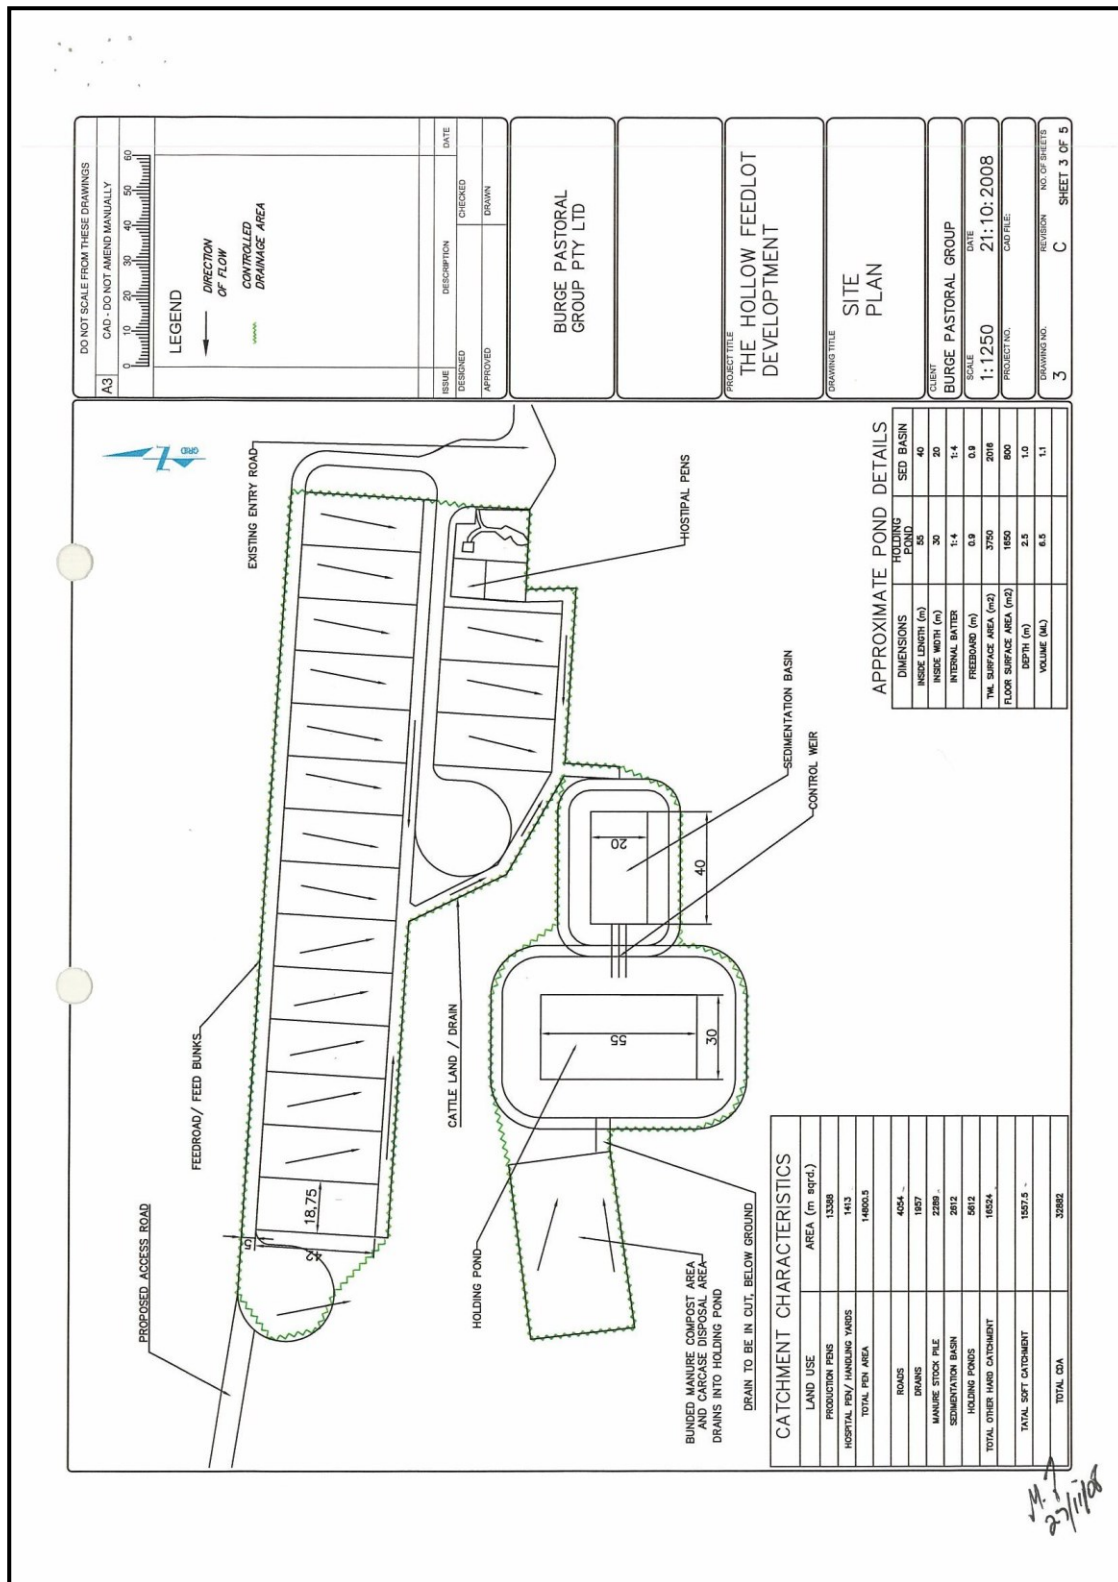 DO NOT SCALE FROM THESE DRAWINGS
A3
CAD - DO NOT AMEND MANUALLY
0 10 20 30 40 50 60
LEGEND
DIRECTION
OF FLOW
CONTROLLED
DRAINAGE AREA
ISSUE DESCRIPTION DATE
DESIGNED CHECKED
APPROVED DRAWN
BURGE PASTORAL
GROUP PTY LTD
PROJECT TITLE
THE HOLLOW FEEDLOT
DEVELOPTMENT
DRAWING TITLE
SITE
PLAN
CLIENT
BURGE PASTORAL GROUP
SCALE DATE
1:1250 21:10:2008
PROJECT NO. CAD FILE:
DRAWING NO. REVISION NO. OF SHEETS
3 C SHEET 3 OF 5
GRID
PROPOSED ACCESS ROAD
FEEDROAD/ FEED BUNKS
EXISTING ENTRY ROAD
5
42
18.75
CATTLE LAND / DRAIN
HOSTIPAL PENS
HOLDING POND
55
30
20
40
SEDIMENTATION BASIN
CONTROL WEIR
BUNDED MANURE COMPOST AREA
AND CARCASE DISPOSAL AREA
DRAINS INTO HOLDING POND
DRAIN TO BE IN CUT, BELOW GROUND
CATCHMENT CHARACTERISTICS
LAND USE AREA (m sqrd.)
PRODUCTION PENS 13388
HOSPITAL PEN/ HANDLING YARDS 1413
TOTAL PEN AREA 14800.5
ROADS 4054
DRAINS 1957
MANURE STOCK PILE 2289
SEDIMENTATION BASIN 2612
HOLDING PONDS 5612
TOTAL OTHER HARD CATCHMENT 16524
TATAL SOFT CATCHMENT 1557.5
TOTAL CDA 32882
APPROXIMATE POND DETAILS
DIMENSIONS HOLDING POND SED BASIN
INSIDE LENGTH (m) 55 40
INSIDE WIDTH (m) 30 20
INTERNAL BATTER 1:4 1:4
FREEBOARD (m) 0.9 0.9
TWL SURFACE AREA (m2) 3750 2016
FLOOR SURFACE AREA (m2) 1650 800
DEPTH (m) 2.5 1.0
VOLUME (ML) 6.5 1.1
27/11/08